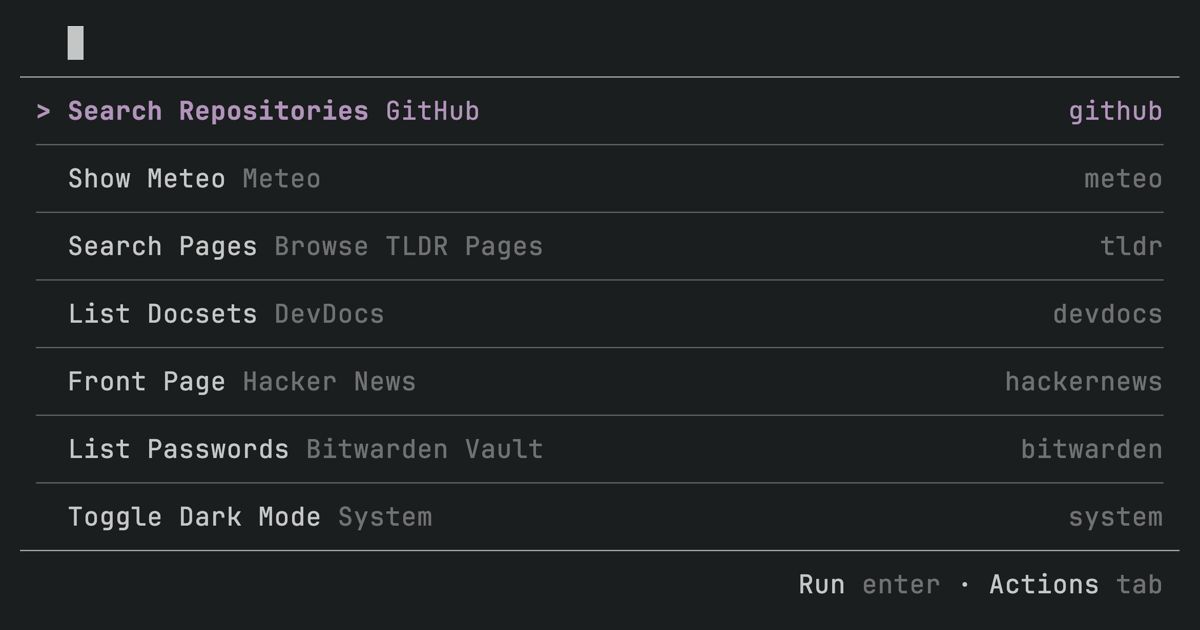 > Search Repositories GitHub github
Show Meteo Meteo meteo
Search Pages Browse TLDR Pages tldr
List Docsets DevDocs devdocs
Front Page Hacker News hackernews
List Passwords Bitwarden Vault bitwarden
Toggle Dark Mode System system
Run enter · Actions tab